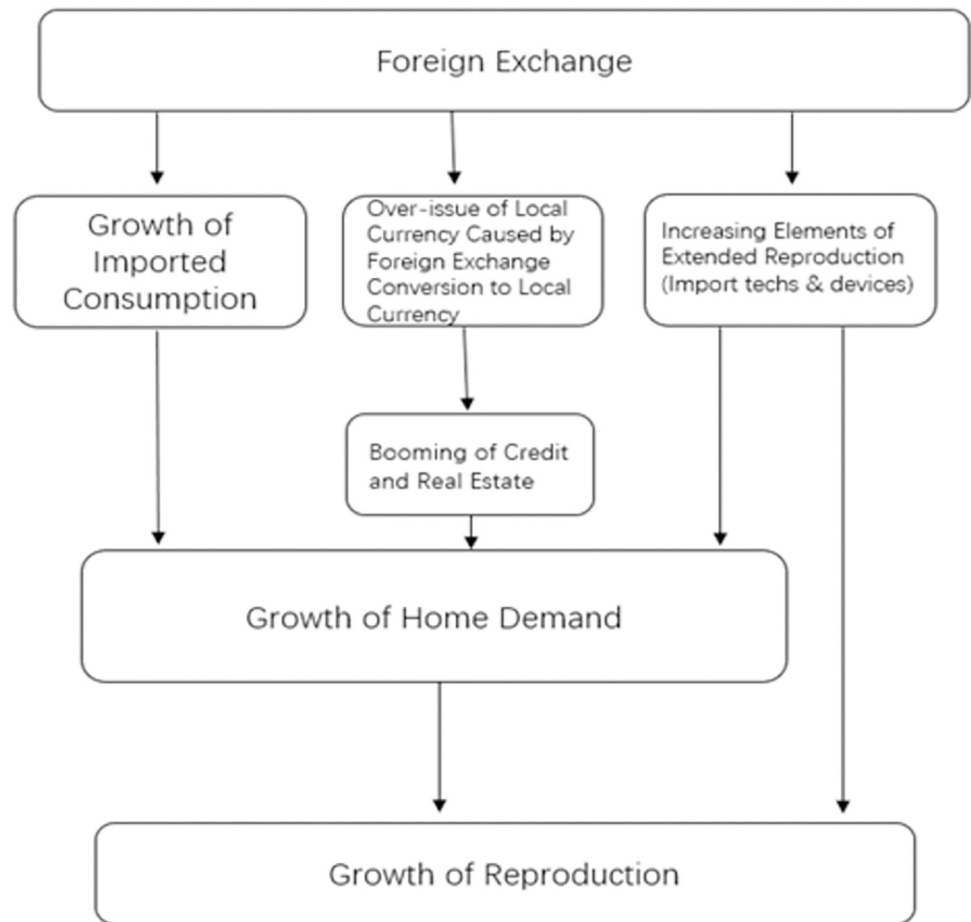 Foreign Exchange
Growth of
Imported
Consumption
Over-issue of Local
Currency Caused by
Foreign Exchange
Conversion to Local
Currency
Increasing Elements of
Extended Reproduction
(Import techs & devices)
Booming of Credit
and Real Estate
Growth of Home Demand
Growth of Reproduction